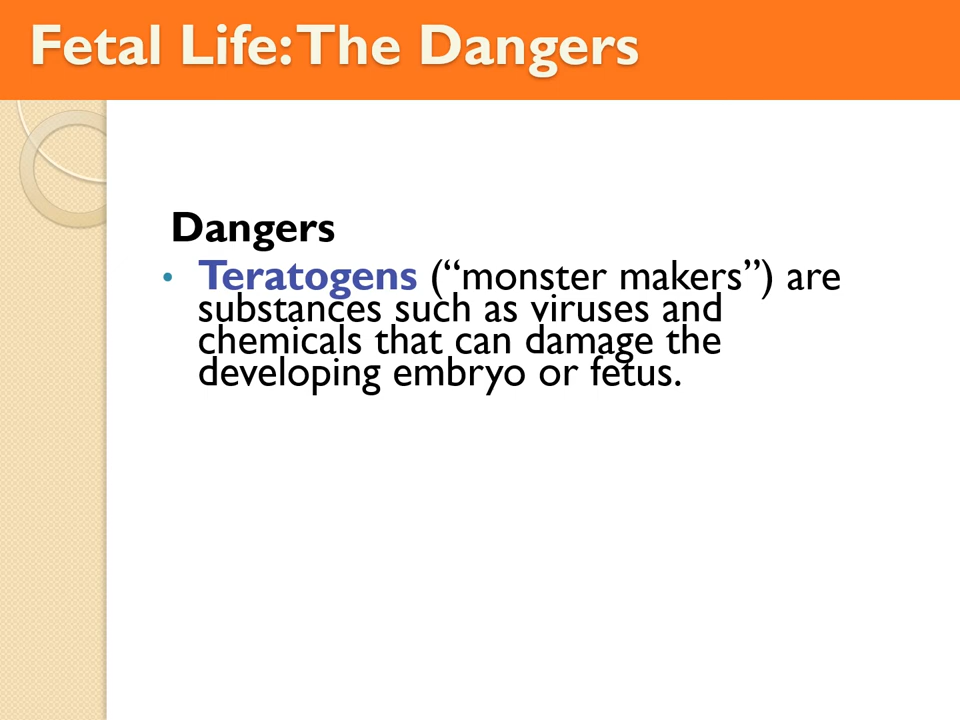 Fetal Life: The Dangers
Dangers
• Teratogens (“monster makers”) are
substances such as viruses and
chemicals that can damage the
developing embryo or fetus.